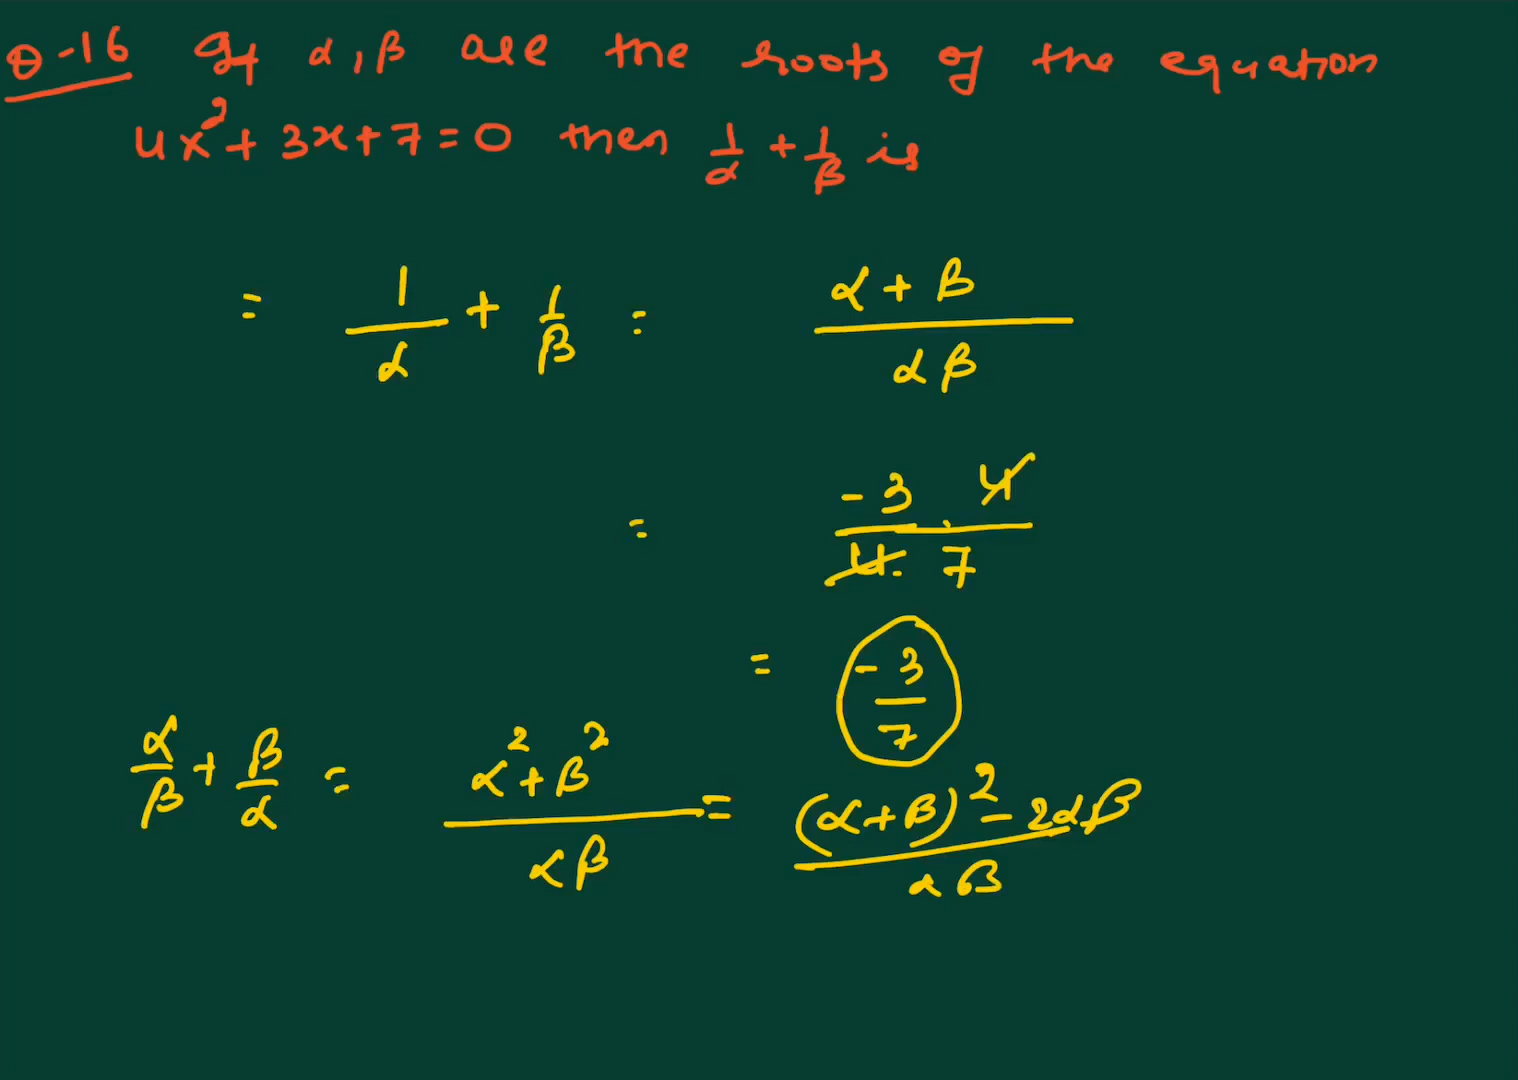 Q-16 If α, β are the roots of the equation
4x² + 3x + 7 = 0 then 1/α + 1/β is
= 1/α + 1/β = (α + β)/(αβ)
= (-3/4) · (4/7)
= -3/7
α/β + β/α = (α² + β²)/(αβ) = ((α+β)² - 2αβ)/(αβ)